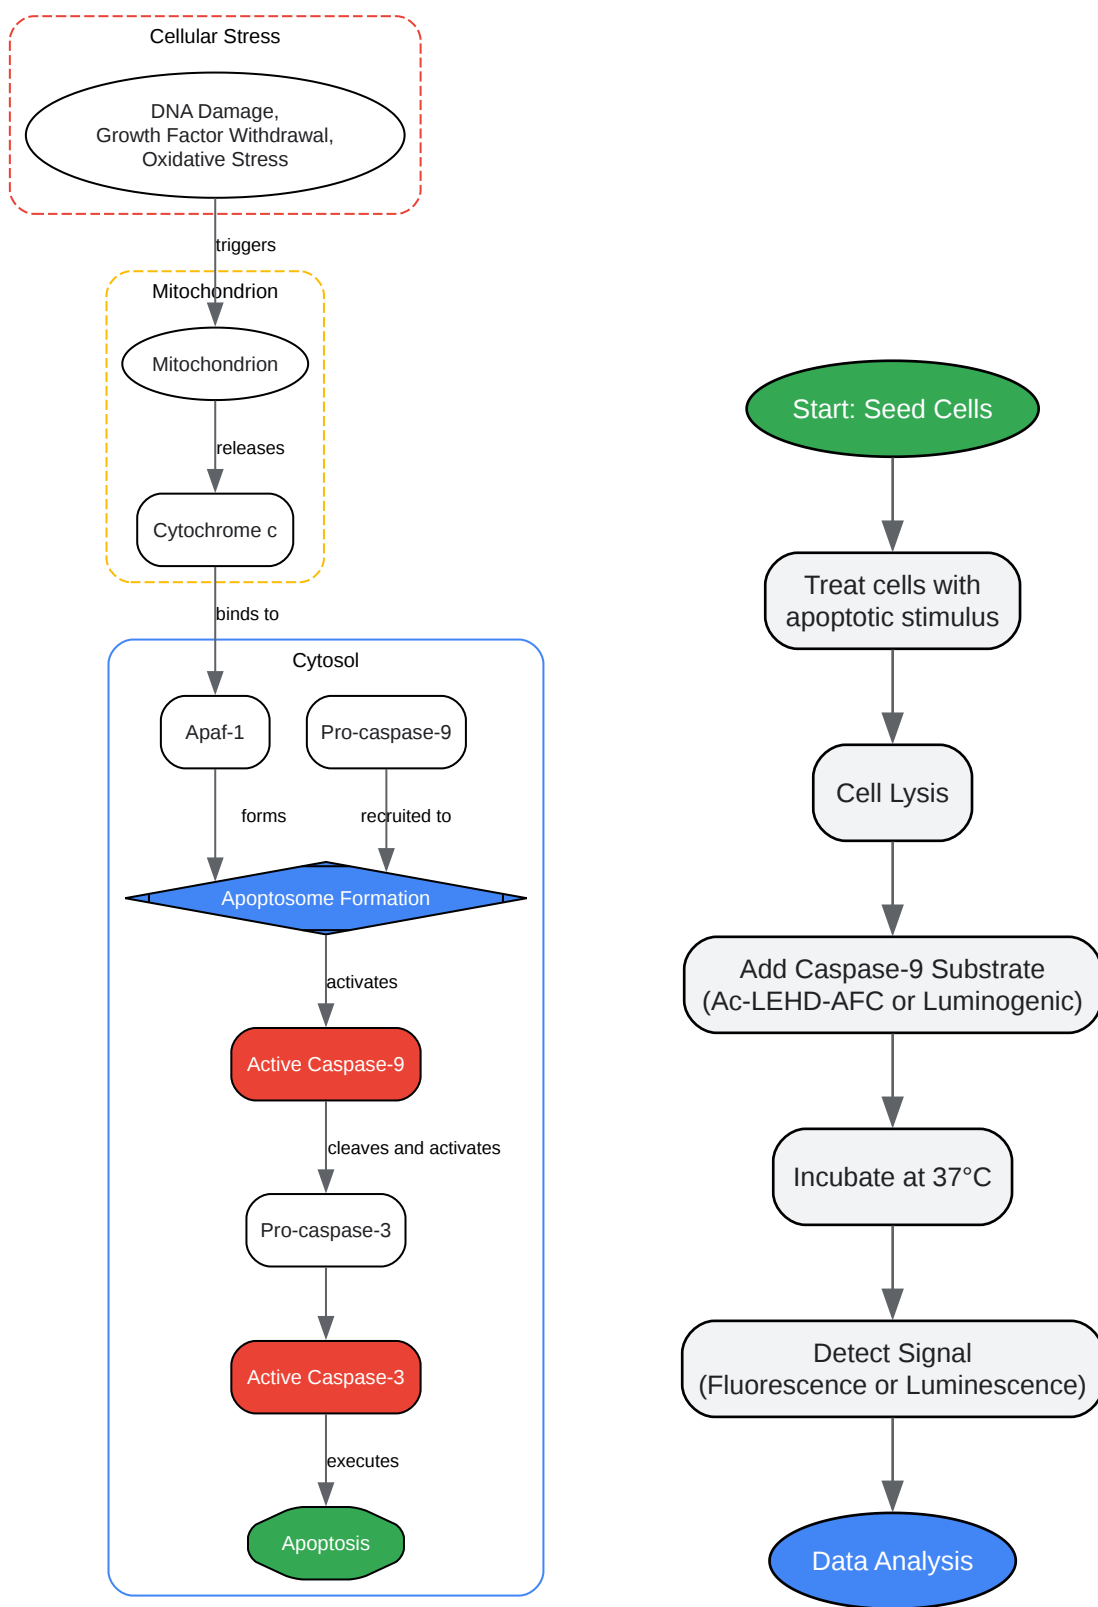 Cellular Stress
DNA Damage,
Growth Factor Withdrawal,
Oxidative Stress
triggers
Mitochondrion
Mitochondrion
releases
Cytochrome c
binds to
Cytosol
Apaf-1
Pro-caspase-9
forms
recruited to
Apoptosome Formation
activates
Active Caspase-9
cleaves and activates
Pro-caspase-3
Active Caspase-3
executes
Apoptosis
Start: Seed Cells
Treat cells with
apoptotic stimulus
Cell Lysis
Add Caspase-9 Substrate
(Ac-LEHD-AFC or Luminogenic)
Incubate at 37°C
Detect Signal
(Fluorescence or Luminescence)
Data Analysis